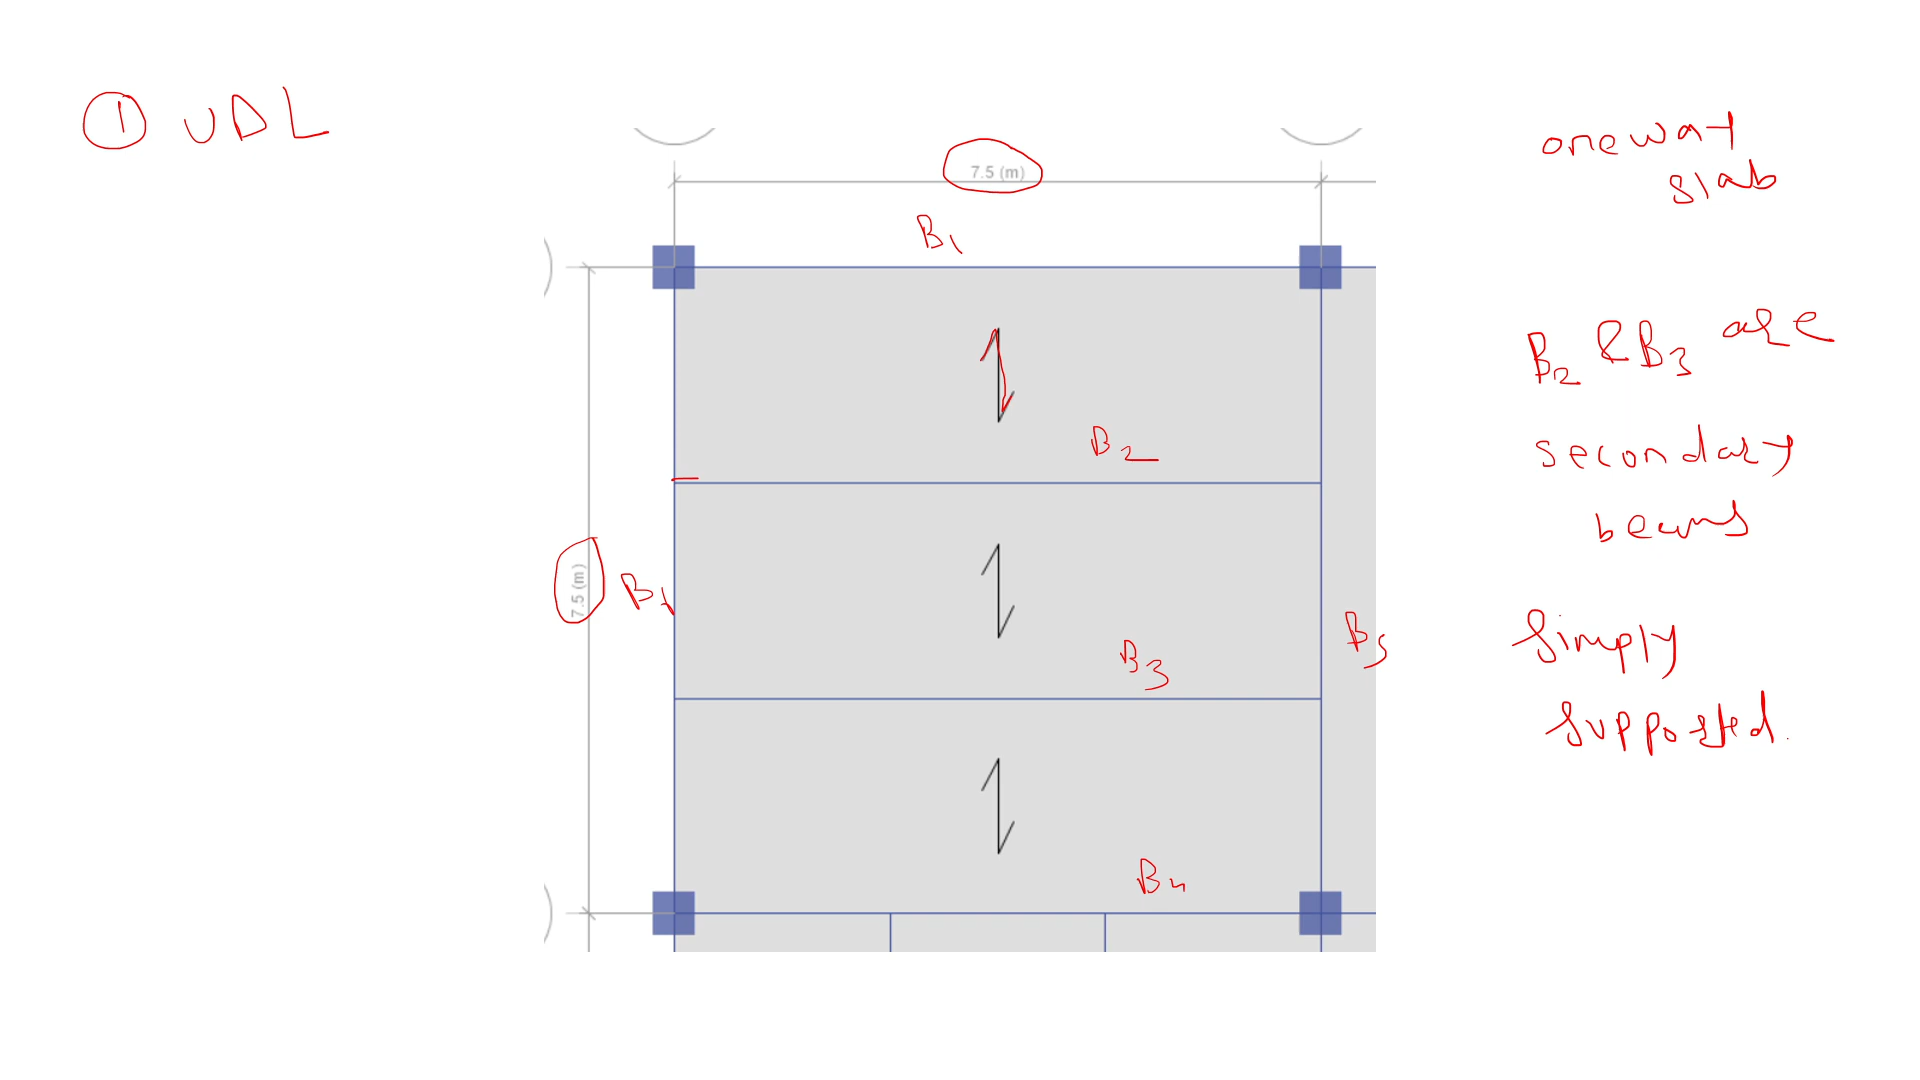 1 UDL
7.5 (m)
one way
slab
B1
B2 & B3 are
B2
secondary
beams
7.5 (m)
B1
B5
simply
B3
supported.
B4